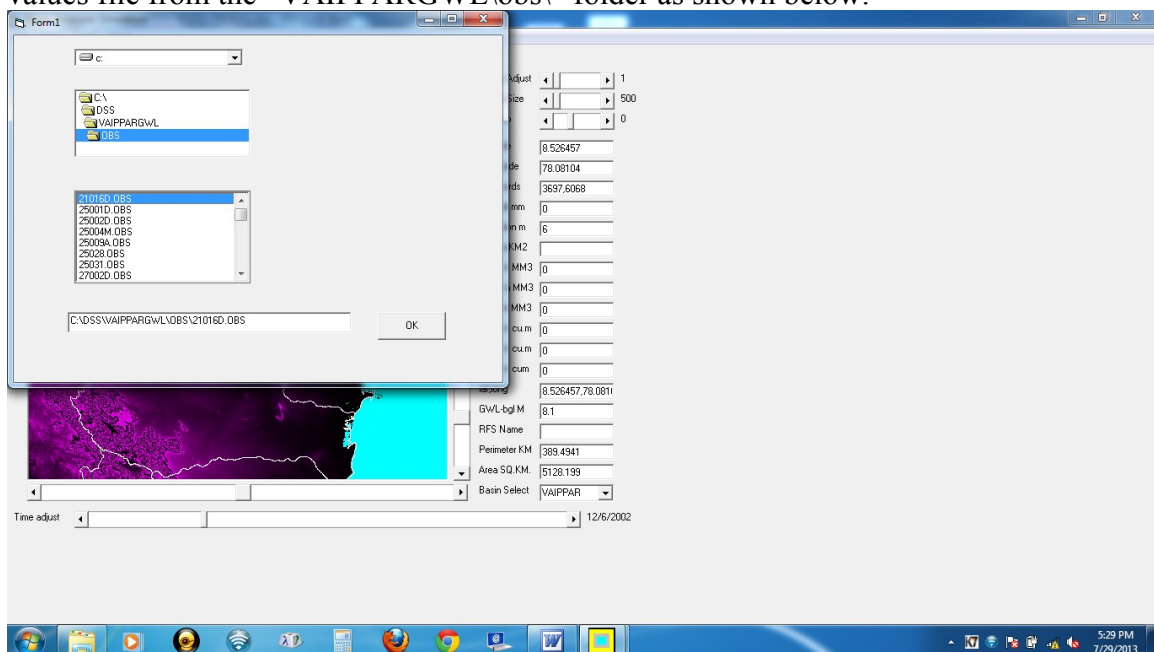 values file from the "VAIPPARGWL\obs\" folder as shown below.
Form1
c:
C:\
DSS
VAIPPARGWL
OBS
21016D.OBS
25001D.OBS
25002D.OBS
25004M.OBS
25009A.OBS
25028.OBS
25031.OBS
27002D.OBS
C:\DSS\VAIPPARGWL\OBS\21016D.OBS
OK
Adjust 1
Size 500
0
8.526457
78.08104
3697,6068
mm 0
m 6
KM2
MM3 0
MM3 0
MM3 0
cu.m 0
cu.m 0
cum 0
8.526457,78.081
GWL-bgl M 8.1
RFS Name
Perimeter KM 389.4941
Area SQ.KM. 5128.199
Basin Select VAIPPAR
Time adjust 12/6/2002
5:29 PM
7/29/2013